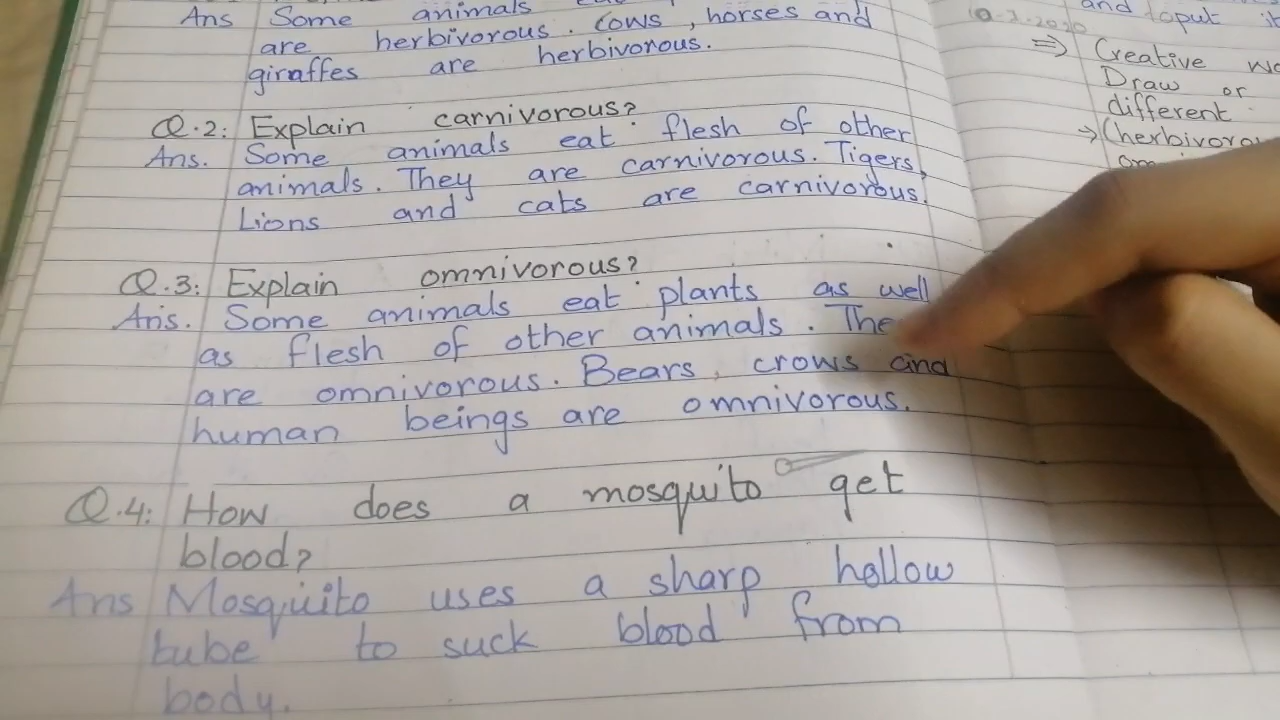 Ans Some animals
are herbivorous. Cows, horses and
giraffes are herbivorous.
Q.2: Explain carnivorous?
Ans. Some animals eat flesh of other
animals. They are carnivorous. Tigers,
Lions and cats are carnivorous.
Q.3: Explain omnivorous?
Ans. Some animals eat plants as well
as flesh of other animals. The
are omnivorous. Bears, crows and
human beings are omnivorous.
Q.4: How does a mosquito get
blood?
Ans Mosquito uses a sharp hollow
tube to suck blood from
body.
and put it
⇒ Creative
Draw or
different
→ (herbivorou